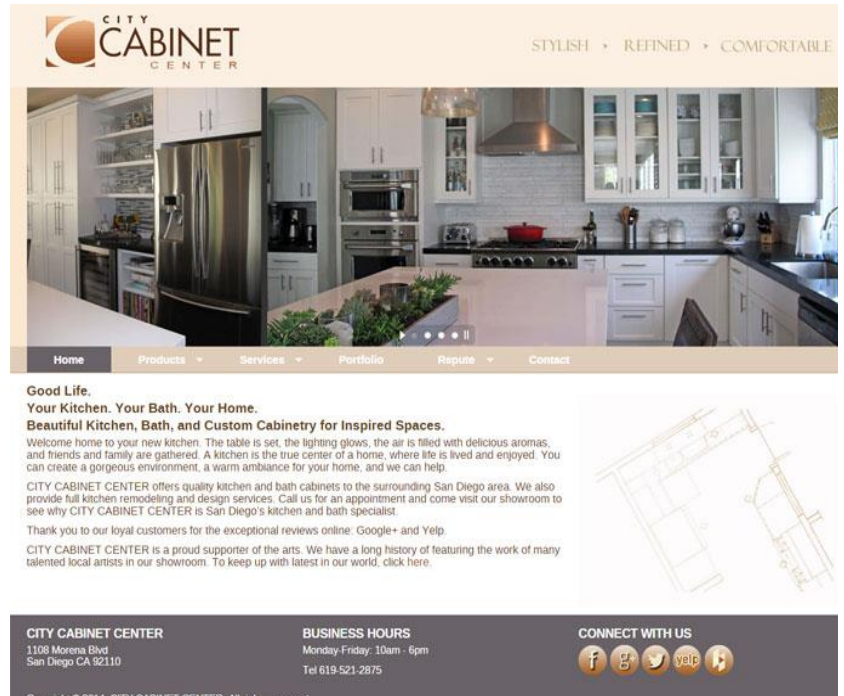 CITY
CABINET
CENTER
STYLISH • REFINED • COMFORTABLE
Home Products Services Portfolio Repute Contact
Good Life.
Your Kitchen. Your Bath. Your Home.
Beautiful Kitchen, Bath, and Custom Cabinetry for Inspired Spaces.
Welcome home to your new kitchen. The table is set, the lighting glows, the air is filled with delicious aromas,
and friends and family are gathered. A kitchen is the true center of a home, where life is lived and enjoyed. You
can create a gorgeous environment, a warm ambiance for your home, and we can help.
CITY CABINET CENTER offers quality kitchen and bath cabinets to the surrounding San Diego area. We also
provide full kitchen remodeling and design services. Call us for an appointment and come visit our showroom to
see why CITY CABINET CENTER is San Diego's kitchen and bath specialist.
Thank you to our loyal customers for the exceptional reviews online: Google+ and Yelp.
CITY CABINET CENTER is a proud supporter of the arts. We have a long history of featuring the work of many
talented local artists in our showroom. To keep up with latest in our world, click here.
CITY CABINET CENTER
1108 Morena Blvd
San Diego CA 92110
BUSINESS HOURS
Monday-Friday: 10am - 6pm
Tel 619-521-2875
CONNECT WITH US
f g+ yelp